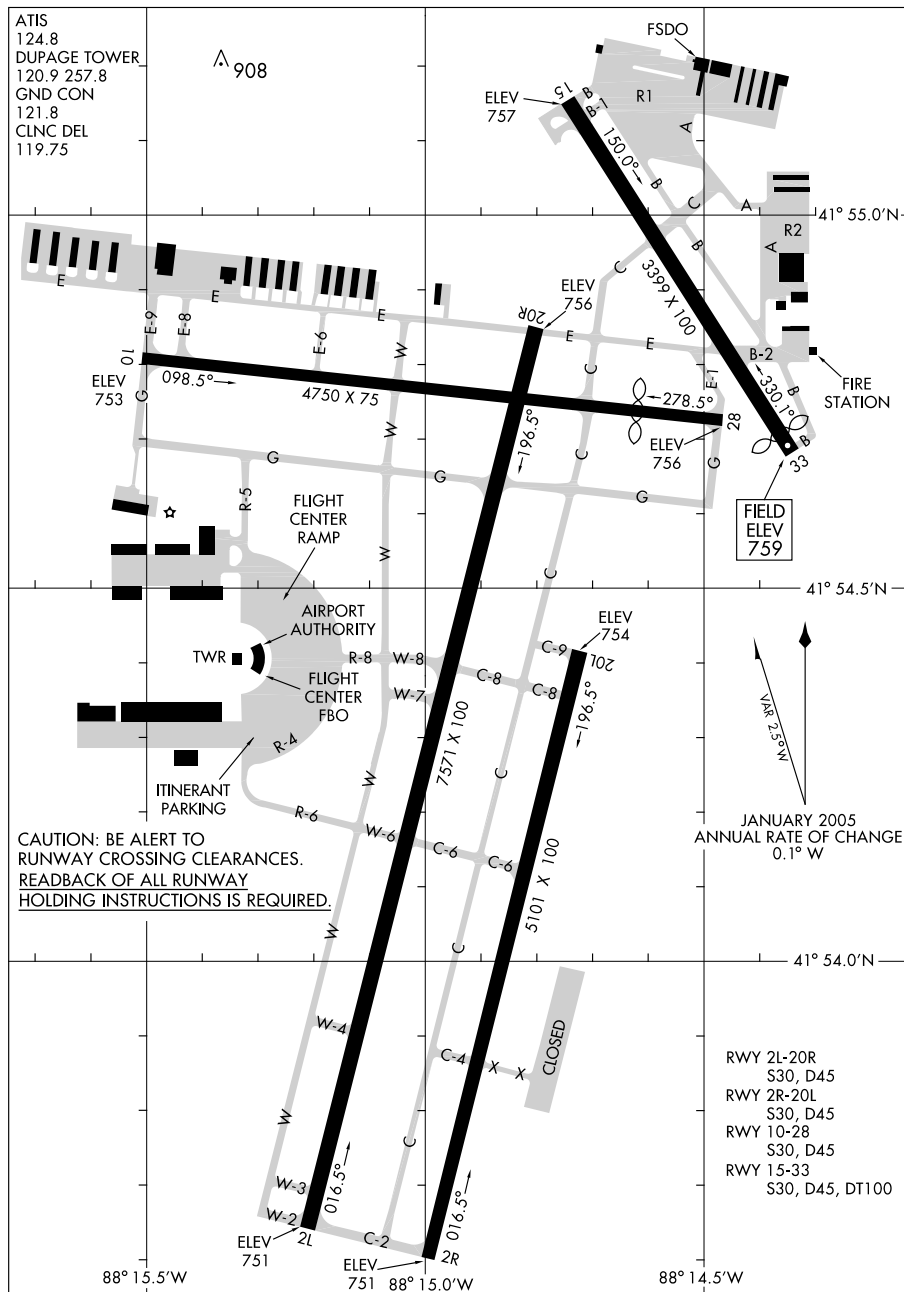 ATIS
124.8
DUPAGE TOWER
120.9 257.8
GND CON
121.8
CLNC DEL
119.75
908
FSDO
ELEV
757
15
B
B-1
R1
A
150.0°
B
C
A
41° 55.0'N
R2
A
B
C
3399 X 100
E
E
E
E
E
ELEV
756
20R
E-9
E-8
E-6
W
B-2
E-1
330.1°
B
FIRE
STATION
10
098.5°
4750 X 75
C
278.5°
28
ELEV
753
G
W
196.5°
ELEV
756
B
33
G
G
C
G
G
R-5
FIELD
ELEV
759
FLIGHT
CENTER
RAMP
W
C
41° 54.5'N
AIRPORT
AUTHORITY
ELEV
754
C-9
20L
TWR
R-8
W-8
C-8
C-8
FLIGHT
CENTER
FBO
W-7
196.5°
7571 X 100
VAR 2.5°W
R-4
W
C
ITINERANT
PARKING
R-6
W-6
C-6
C-6
JANUARY 2005
ANNUAL RATE OF CHANGE
0.1° W
CAUTION: BE ALERT TO
RUNWAY CROSSING CLEARANCES.
READBACK OF ALL RUNWAY
HOLDING INSTRUCTIONS IS REQUIRED.
5101 X 100
W
C
41° 54.0'N
W-4
C-4
X
X
CLOSED
RWY 2L-20R
S30, D45
RWY 2R-20L
S30, D45
RWY 10-28
S30, D45
RWY 15-33
S30, D45, DT100
W
C
W-3
016.5°
016.5°
W-2
2L
C-2
2R
ELEV
751
ELEV
751
88° 15.5'W
88° 15.0'W
88° 14.5'W